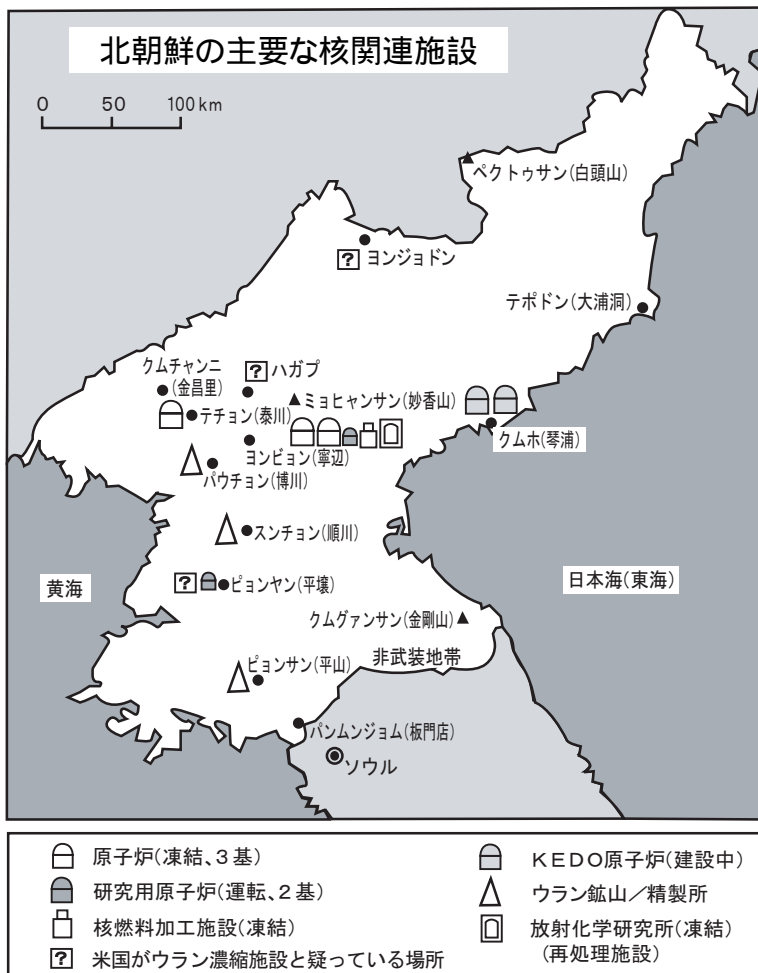 北朝鮮の主要な核関連施設
0 50 100 km
ペクトゥサン(白頭山)
? ヨンジョドン
テポドン(大浦洞)
クムチャンニ
(金昌里)
? ハガプ
ミョヒャンサン(妙香山)
テチョン(泰川)
クムホ(琴浦)
ヨンビョン(寧辺)
パウチョン(博川)
スンチョン(順川)
? ピョンヤン(平壌)
黄海
日本海(東海)
クムグァンサン(金剛山)
非武装地帯
ピョンサン(平山)
パンムンジョム(板門店)
ソウル
原子炉(凍結、3基)
研究用原子炉(運転、2基)
核燃料加工施設(凍結)
? 米国がウラン濃縮施設と疑っている場所
KEDO原子炉(建設中)
ウラン鉱山/精製所
放射化学研究所(凍結)
(再処理施設)